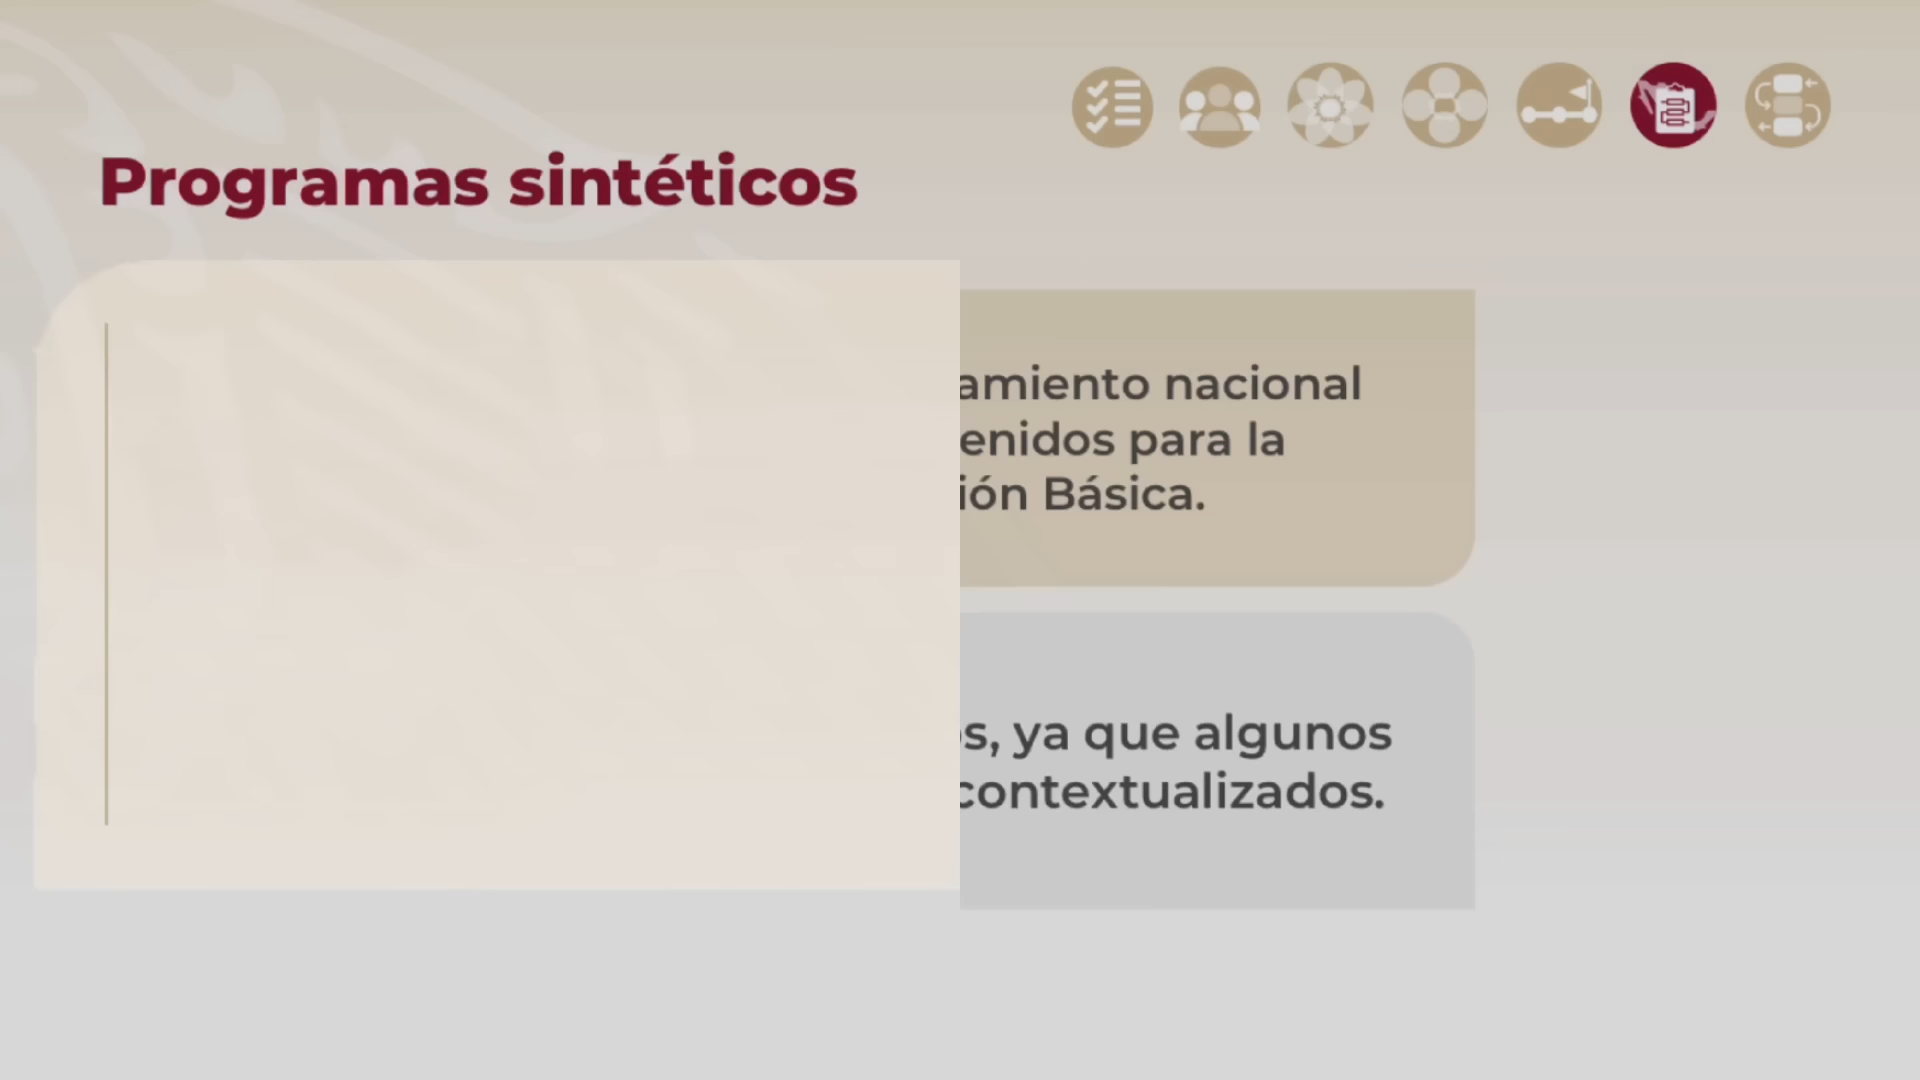 Programas sintéticos
amiento nacional
enidos para la
ión Básica.
s, ya que algunos
contextualizados.